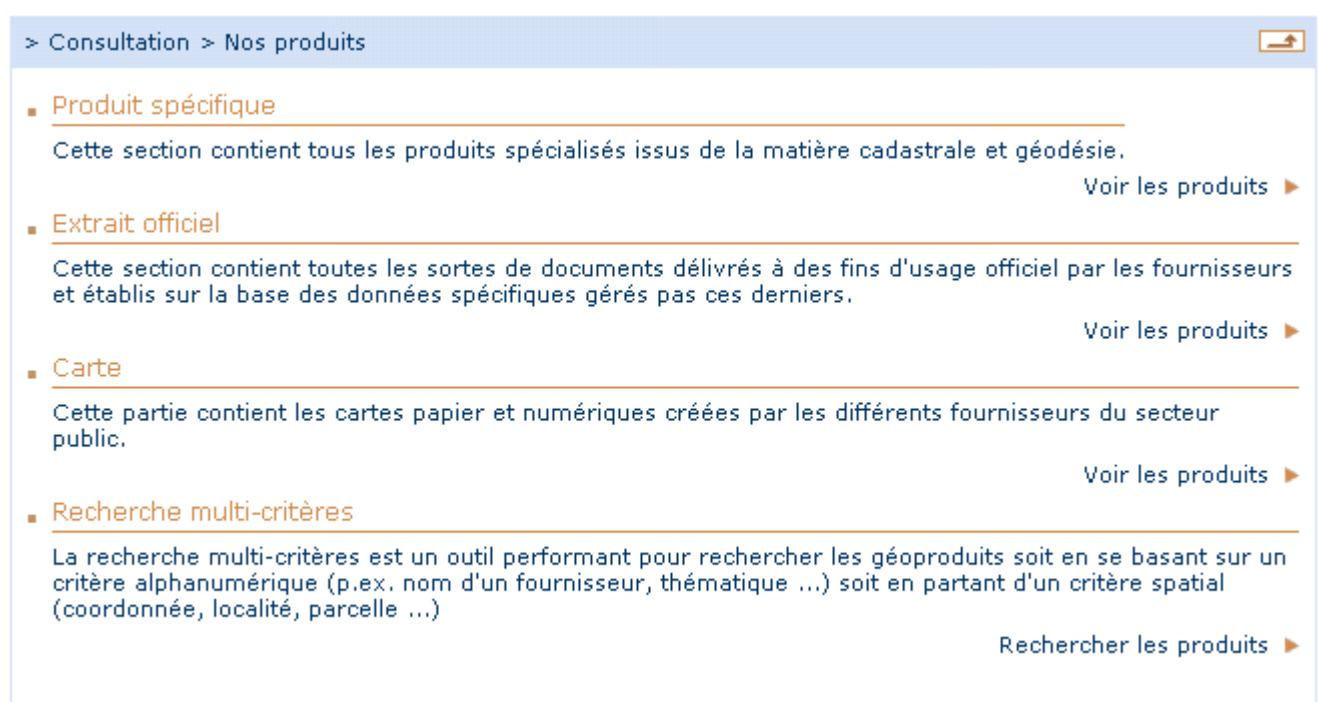 > Consultation > Nos produits
Produit spécifique
Cette section contient tous les produits spécialisés issus de la matière cadastrale et géodésie.
Voir les produits
Extrait officiel
Cette section contient toutes les sortes de documents délivrés à des fins d'usage officiel par les fournisseurs
et établis sur la base des données spécifiques gérés pas ces derniers.
Voir les produits
Carte
Cette partie contient les cartes papier et numériques créées par les différents fournisseurs du secteur
public.
Voir les produits
Recherche multi-critères
La recherche multi-critères est un outil performant pour rechercher les géoproduits soit en se basant sur un
critère alphanumérique (p.ex. nom d'un fournisseur, thématique ...) soit en partant d'un critère spatial
(coordonnée, localité, parcelle ...)
Rechercher les produits